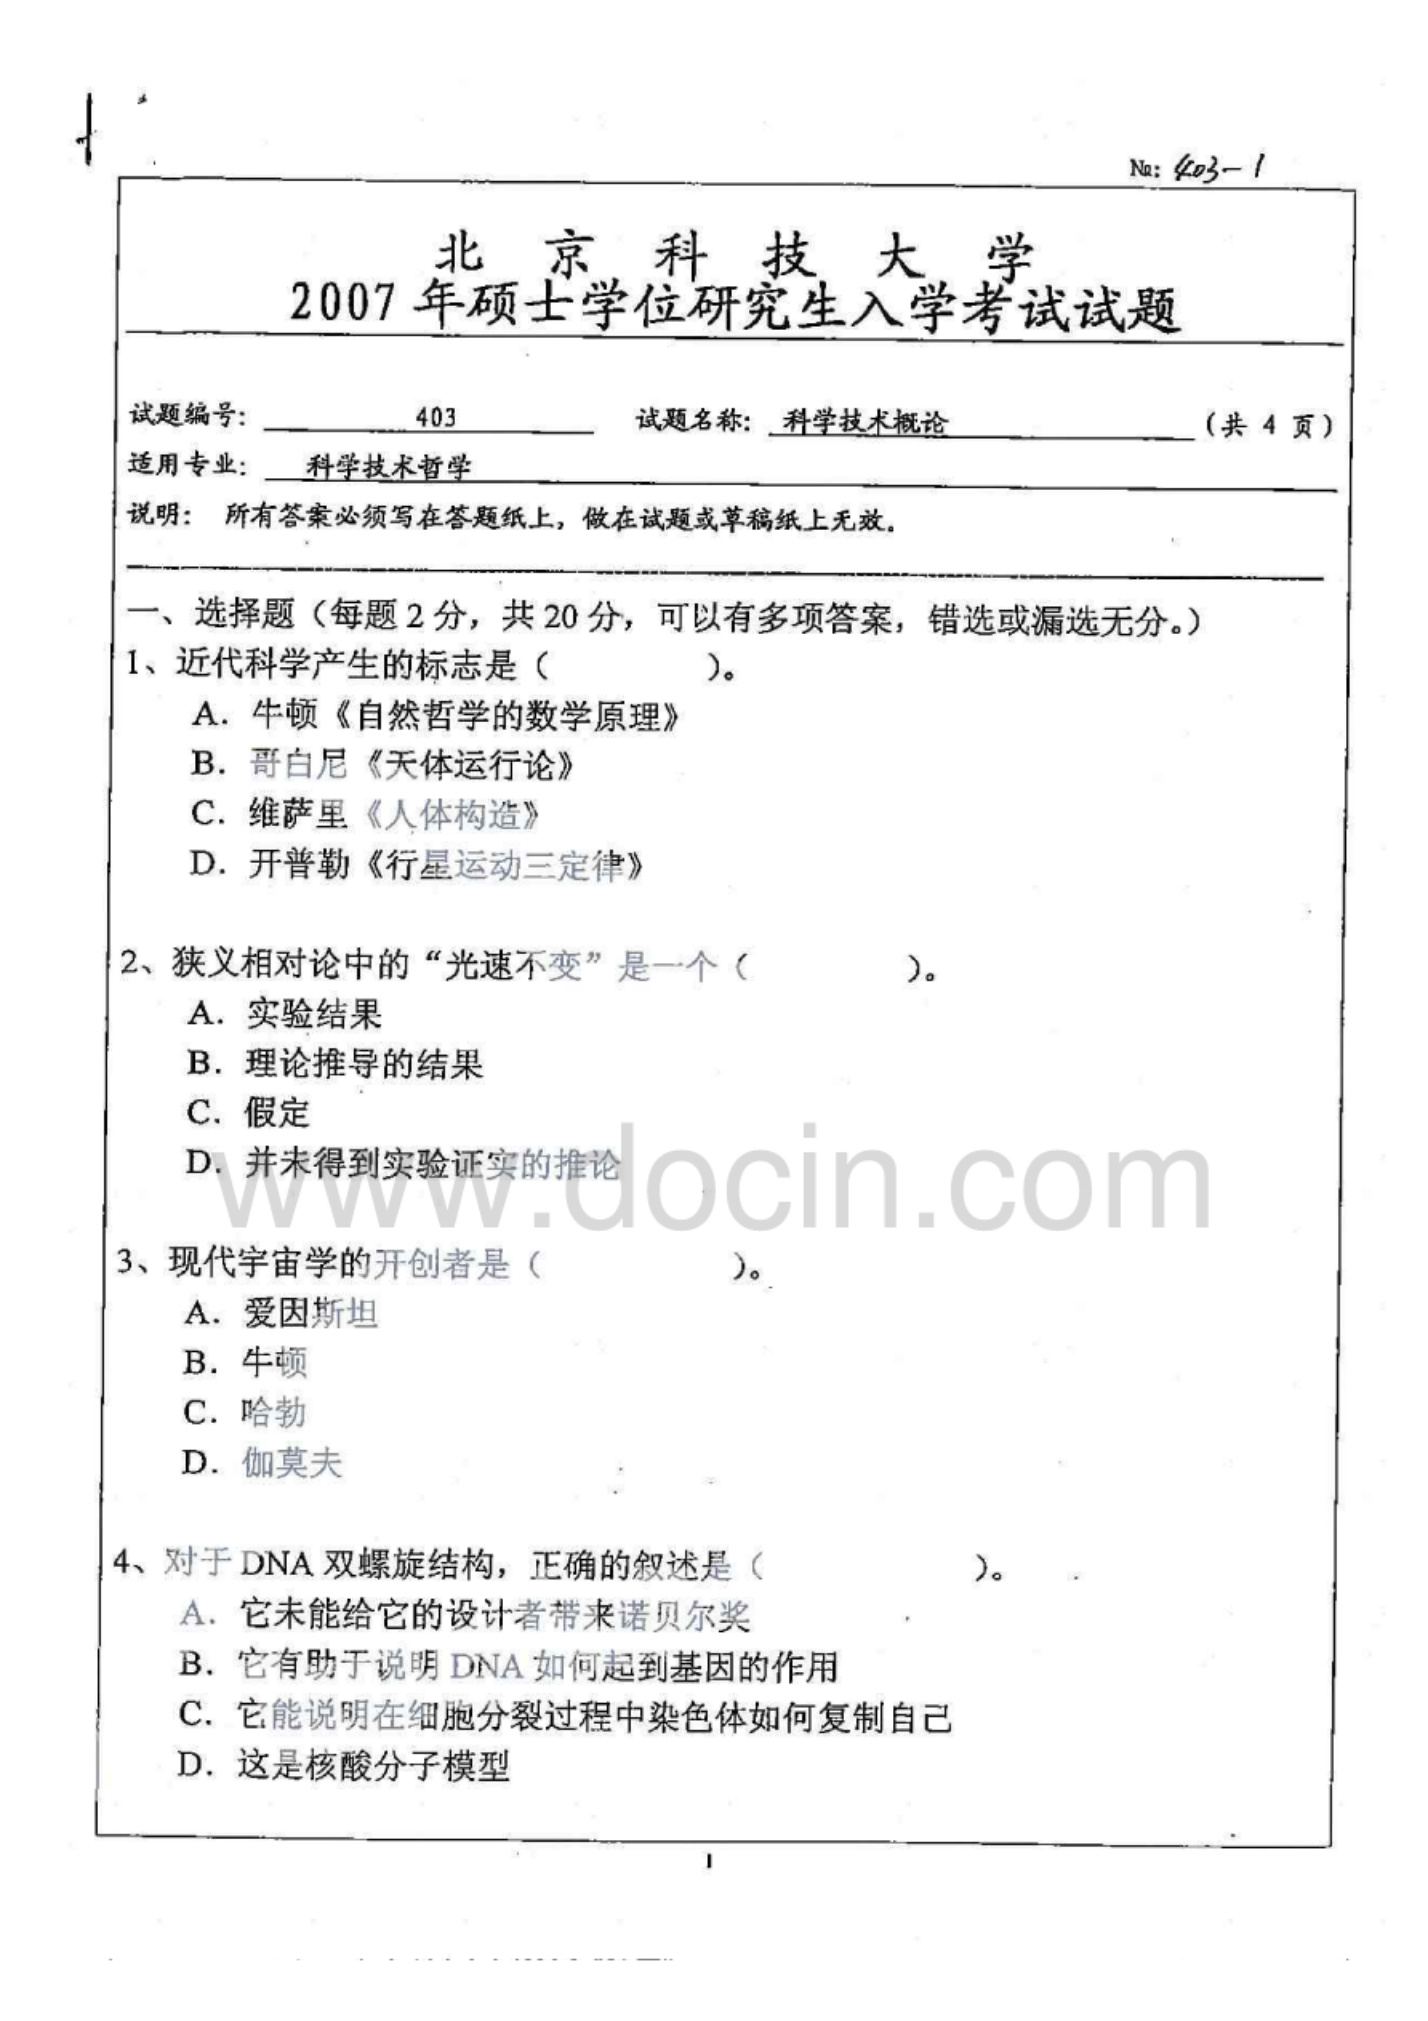 №: 403-1
北京科技大学
2007年硕士学位研究生入学考试试题
试题编号: 403 试题名称: 科学技术概论 (共 4 页)
适用专业: 科学技术哲学
说明: 所有答案必须写在答题纸上，做在试题或草稿纸上无效。
一、选择题（每题2分，共20分，可以有多项答案，错选或漏选无分。）
1、近代科学产生的标志是（ ）。
A. 牛顿《自然哲学的数学原理》
B. 哥白尼《天体运行论》
C. 维萨里《人体构造》
D. 开普勒《行星运动三定律》
2、狭义相对论中的“光速不变”是一个（ ）。
A. 实验结果
B. 理论推导的结果
C. 假定
D. 并未得到实验证实的推论
www.docin.com
3、现代宇宙学的开创者是（ ）。
A. 爱因斯坦
B. 牛顿
C. 哈勃
D. 伽莫夫
4、对于DNA双螺旋结构，正确的叙述是（ ）。
A. 它未能给它的设计者带来诺贝尔奖
B. 它有助于说明DNA如何起到基因的作用
C. 它能说明在细胞分裂过程中染色体如何复制自己
D. 这是核酸分子模型
1